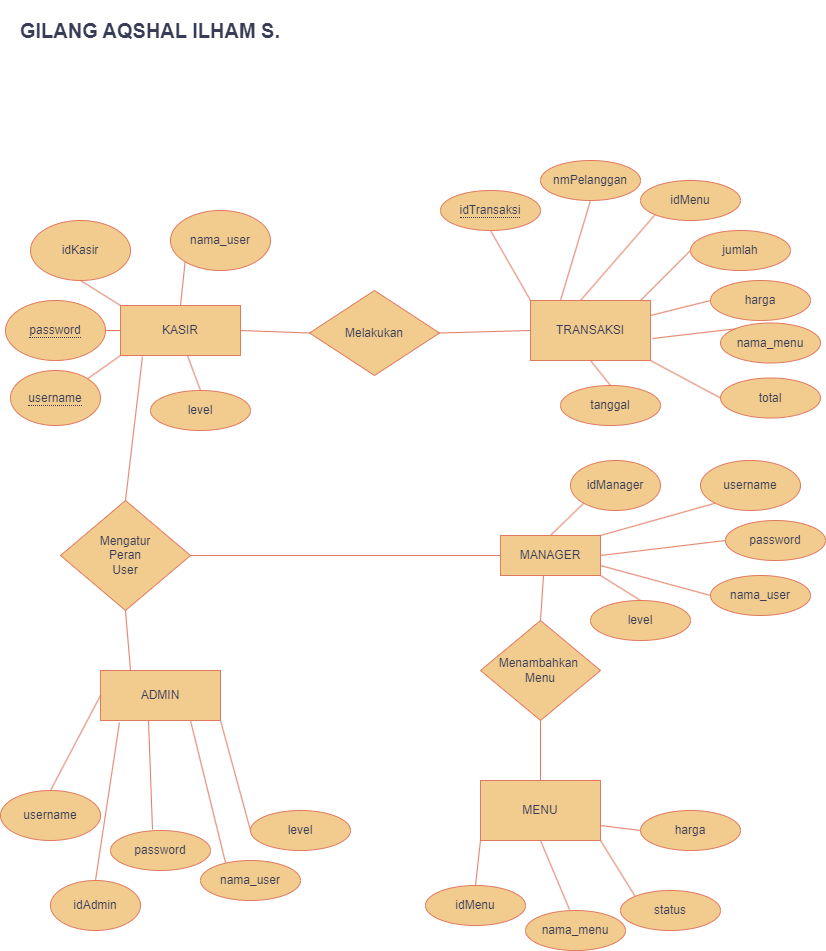 GILANG AQSHAL ILHAM S.
nmPelanggan
idTransaksi
idMenu
idKasir
nama_user
jumlah
harga
password
KASIR
Melakukan
TRANSAKSI
nama_menu
username
level
tanggal
total
idManager
username
Mengatur
Peran
User
MANAGER
password
nama_user
level
Menambahkan
Menu
ADMIN
MENU
username
level
harga
password
nama_user
idAdmin
idMenu
status
nama_menu